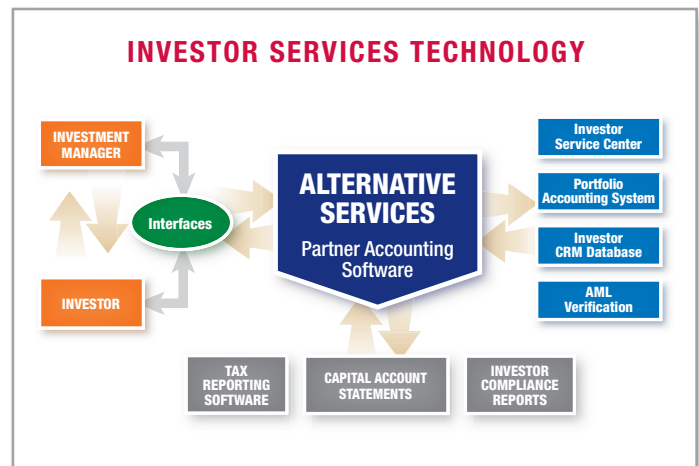 INVESTOR SERVICES TECHNOLOGY
INVESTMENT
MANAGER
INVESTOR
Interfaces
ALTERNATIVE
SERVICES
Partner Accounting
Software
Investor
Service Center
Portfolio
Accounting System
Investor
CRM Database
AML
Verification
TAX
REPORTING
SOFTWARE
CAPITAL ACCOUNT
STATEMENTS
INVESTOR
COMPLIANCE
REPORTS